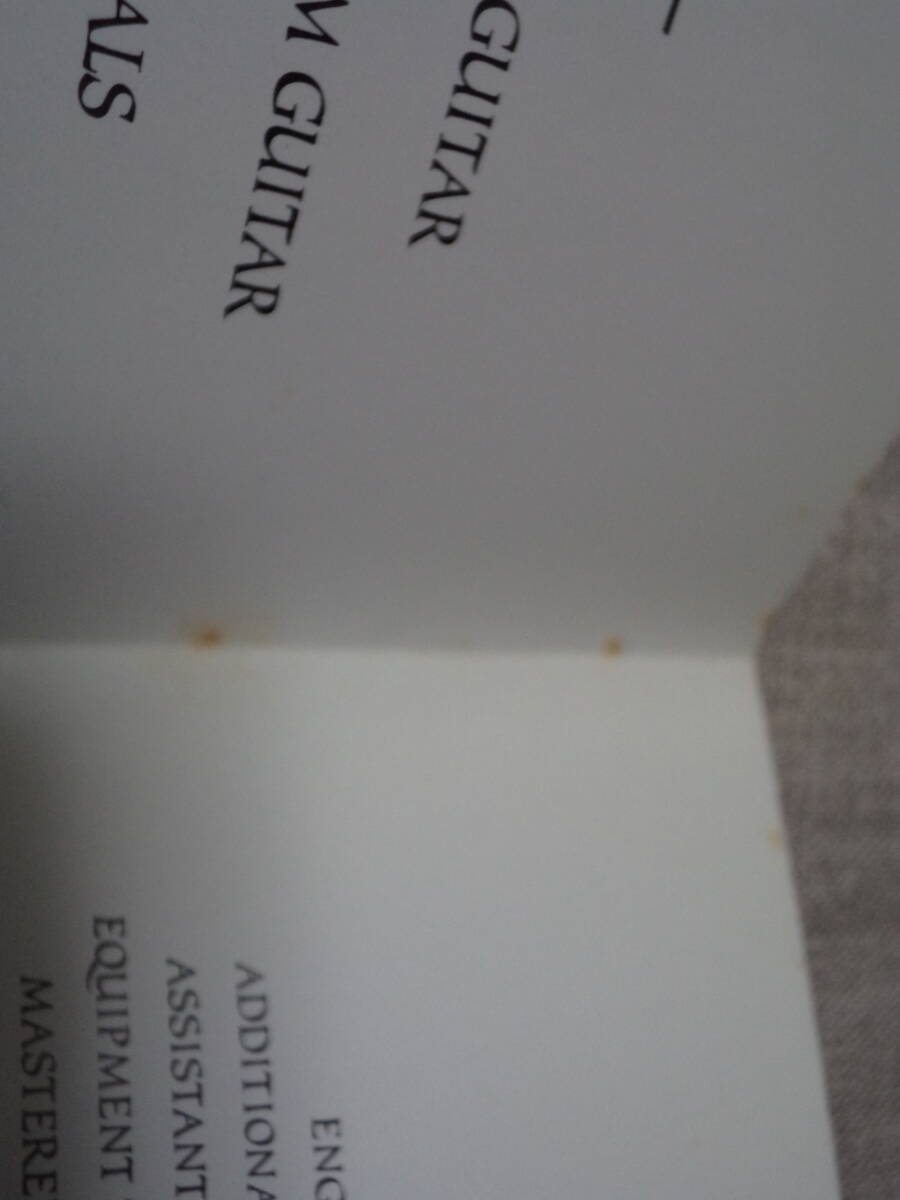 GUITAR
M GUITAR
ALS
ENG
ADDITIONA
ASSISTANT
EQUIPMENT
MASTERE